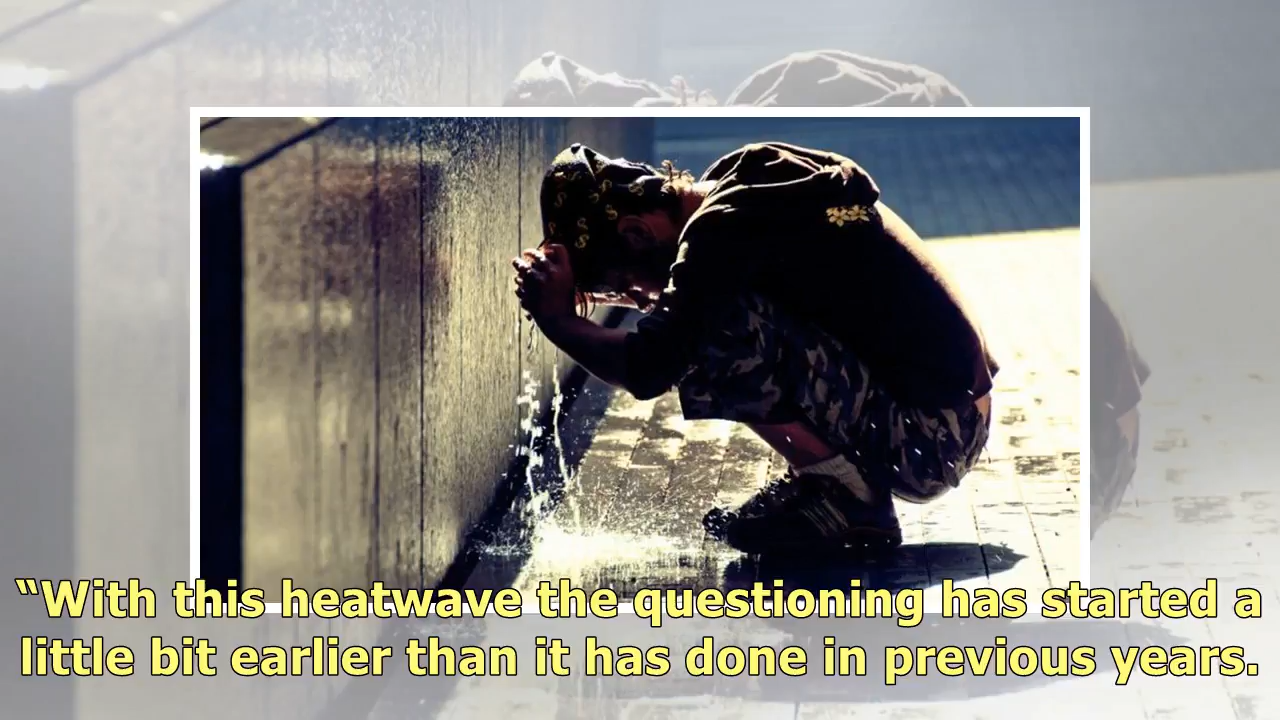 “With this heatwave the questioning has started a
little bit earlier than it has done in previous years.